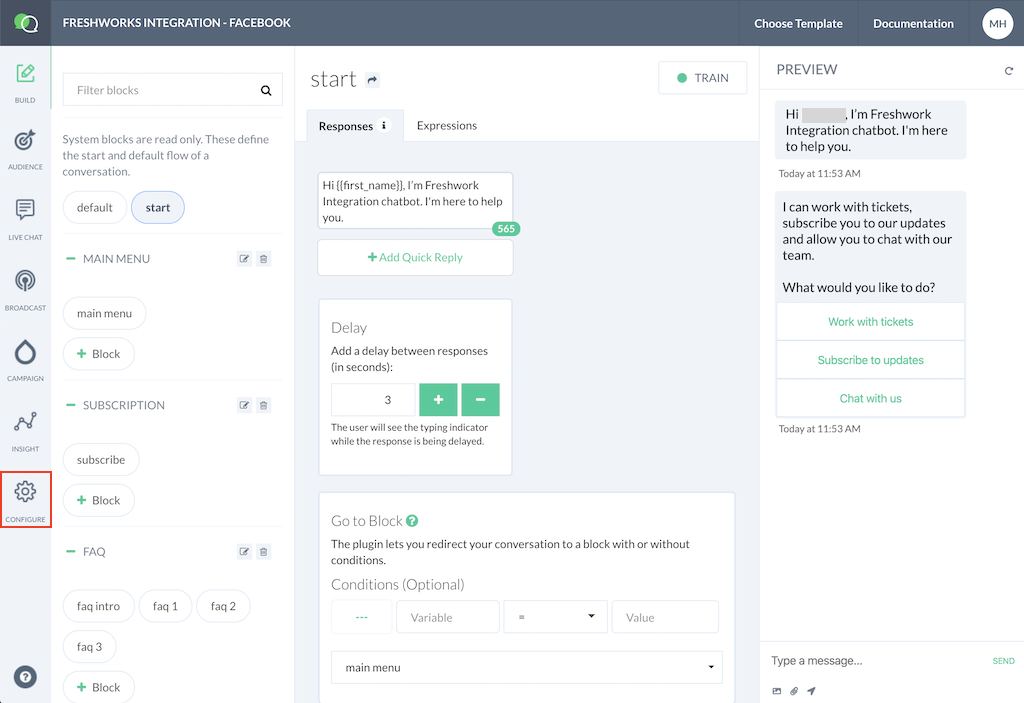 FRESHWORKS INTEGRATION - FACEBOOK
Choose Template
Documentation
MH
BUILD
AUDIENCE
LIVE CHAT
BROADCAST
CAMPAIGN
INSIGHT
CONFIGURE
Filter blocks
System blocks are read only. These define
the start and default flow of a
conversation.
default
start
MAIN MENU
main menu
+ Block
SUBSCRIPTION
subscribe
+ Block
FAQ
faq intro
faq 1
faq 2
faq 3
+ Block
start
TRAIN
Responses
Expressions
Hi {{first_name}}, I'm Freshwork
Integration chatbot. I'm here to help
you.
565
+ Add Quick Reply
Delay
Add a delay between responses
(in seconds):
3
+
−
The user will see the typing indicator
while the response is being delayed.
Go to Block ?
The plugin lets you redirect your conversation to a block with or without
conditions.
Conditions (Optional)
---
Variable
=
Value
main menu
PREVIEW
Hi , I'm Freshwork
Integration chatbot. I'm here
to help you.
Today at 11:53 AM
I can work with tickets,
subscribe you to our updates
and allow you to chat with our
team.
What would you like to do?
Work with tickets
Subscribe to updates
Chat with us
Today at 11:53 AM
Type a message...
SEND